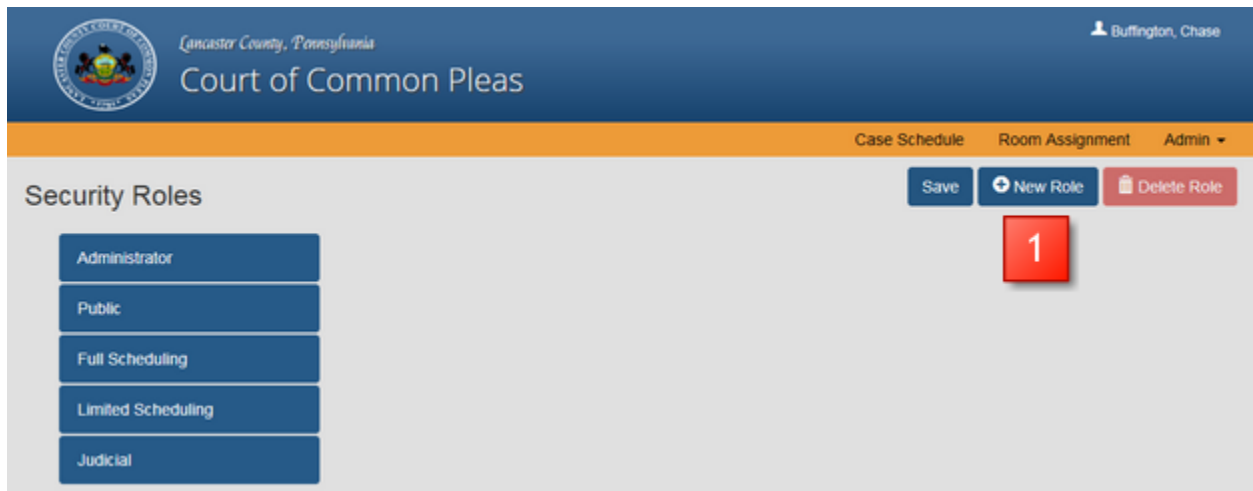 Buffington, Chase
Lancaster County, Pennsylvania
Court of Common Pleas
Case Schedule Room Assignment Admin
Security Roles
Save New Role Delete Role
1
Administrator
Public
Full Scheduling
Limited Scheduling
Judicial